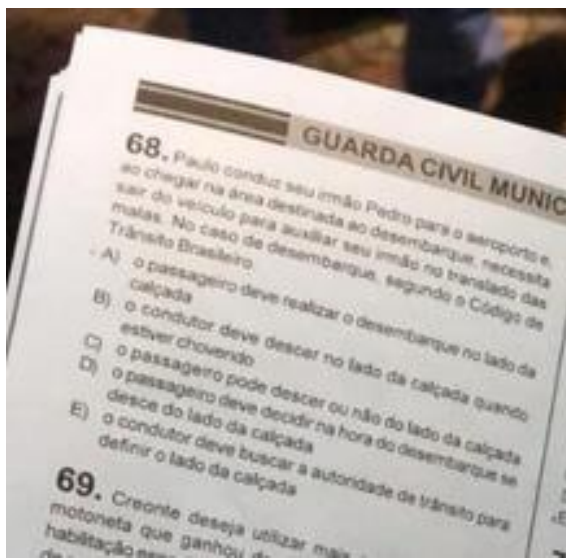 GUARDA CIVIL MUNIC
68. Paulo conduz seu irmão Pedro para o aeroporto e,
ao chegar na área destinada ao desembarque, necessita
sair do veículo para auxiliar seu irmão no translado das
malas. No caso de desembarque, segundo o Código de
Trânsito Brasileiro
A) o passageiro deve realizar o desembarque no lado da
calçada
B) o condutor deve descer no lado da calçada quando
estiver chovendo
C) o passageiro pode descer ou não do lado da calçada
D) o passageiro deve decidir na hora do desembarque se
desce do lado da calçada
E) o condutor deve buscar a autoridade de trânsito para
definir o lado da calçada
69. Creonte deseja utilizar mais
motoneta que ganhou
habilitação